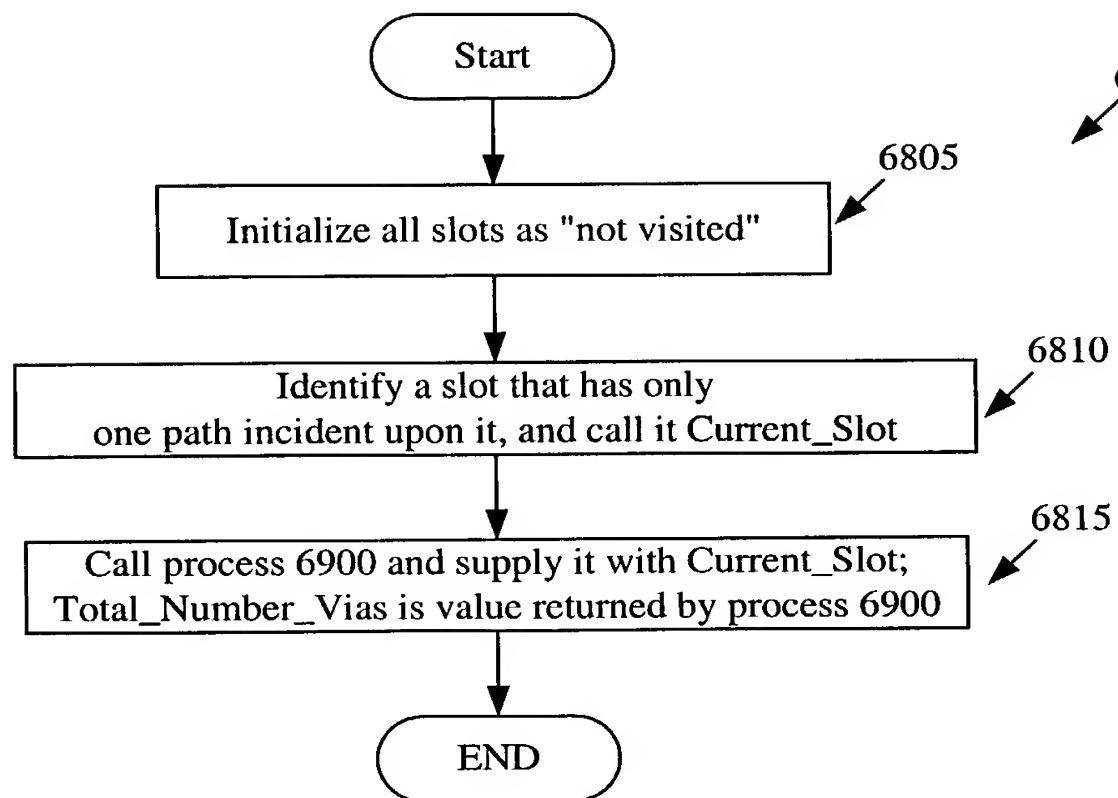 Start
6805
Initialize all slots as "not visited"
6810
Identify a slot that has only
one path incident upon it, and call it Current_Slot
6815
Call process 6900 and supply it with Current_Slot;
Total_Number_Vias is value returned by process 6900
END